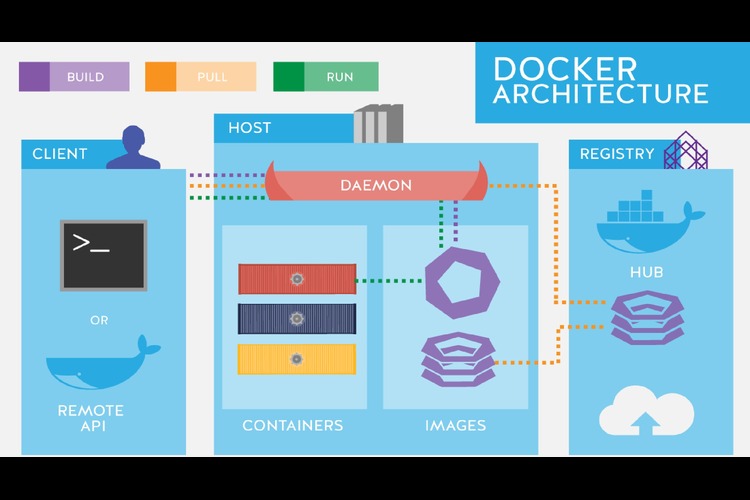 BUILD
PULL
RUN
DOCKER
ARCHITECTURE
CLIENT
HOST
REGISTRY
DAEMON
>_
OR
HUB
REMOTE
API
CONTAINERS
IMAGES